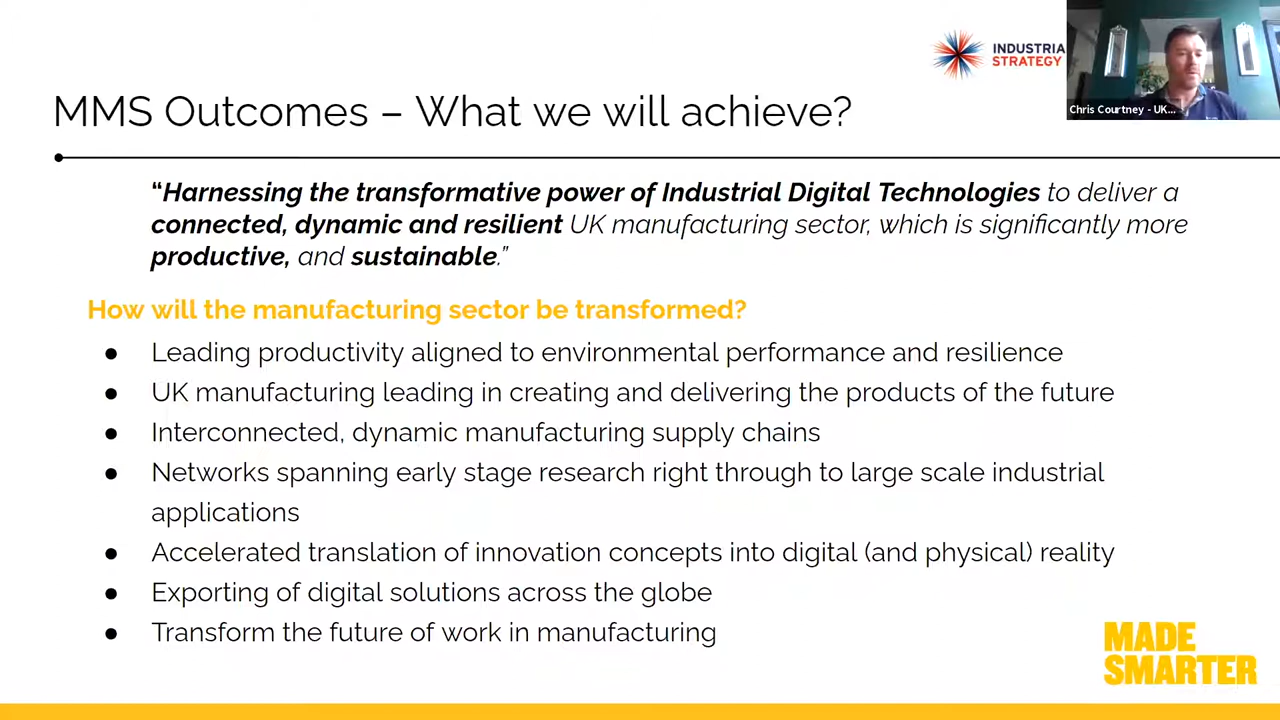 INDUSTRIA
STRATEGY
Chris Courtney - UK...
MMS Outcomes – What we will achieve?
“Harnessing the transformative power of Industrial Digital Technologies to deliver a
connected, dynamic and resilient UK manufacturing sector, which is significantly more
productive, and sustainable.”
How will the manufacturing sector be transformed?
● Leading productivity aligned to environmental performance and resilience
● UK manufacturing leading in creating and delivering the products of the future
● Interconnected, dynamic manufacturing supply chains
● Networks spanning early stage research right through to large scale industrial
applications
● Accelerated translation of innovation concepts into digital (and physical) reality
● Exporting of digital solutions across the globe
● Transform the future of work in manufacturing
MADE
SMARTER